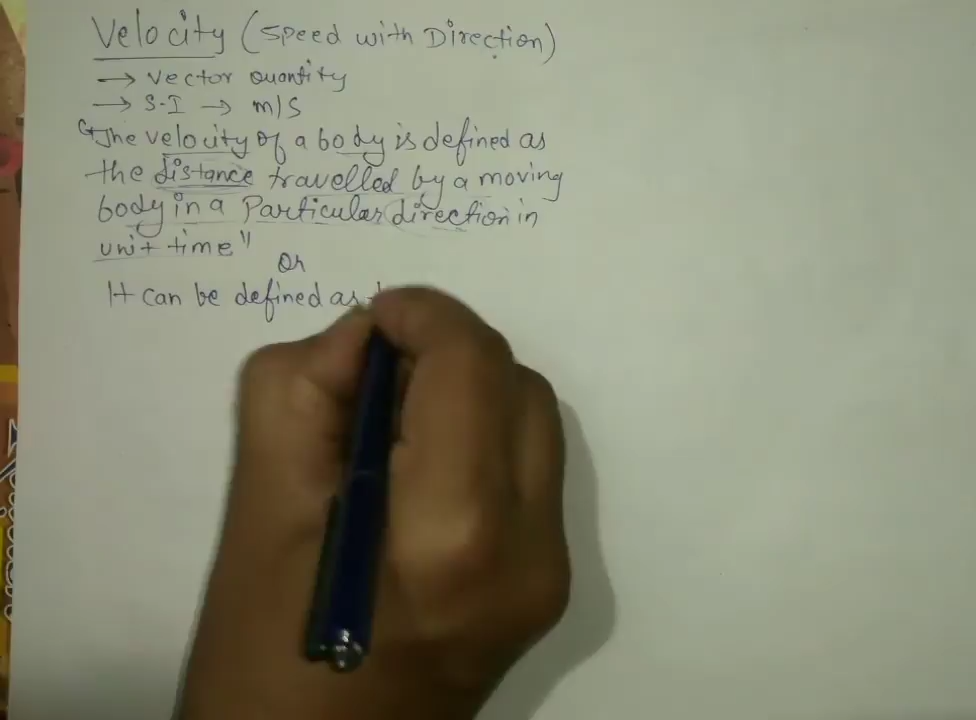 Velocity (Speed with Direction)
→ Vector quantity
→ S.I → m/s
"The velocity of a body is defined as
the distance travelled by a moving
body in a Particular direction in
unit time"
or
It can be defined as